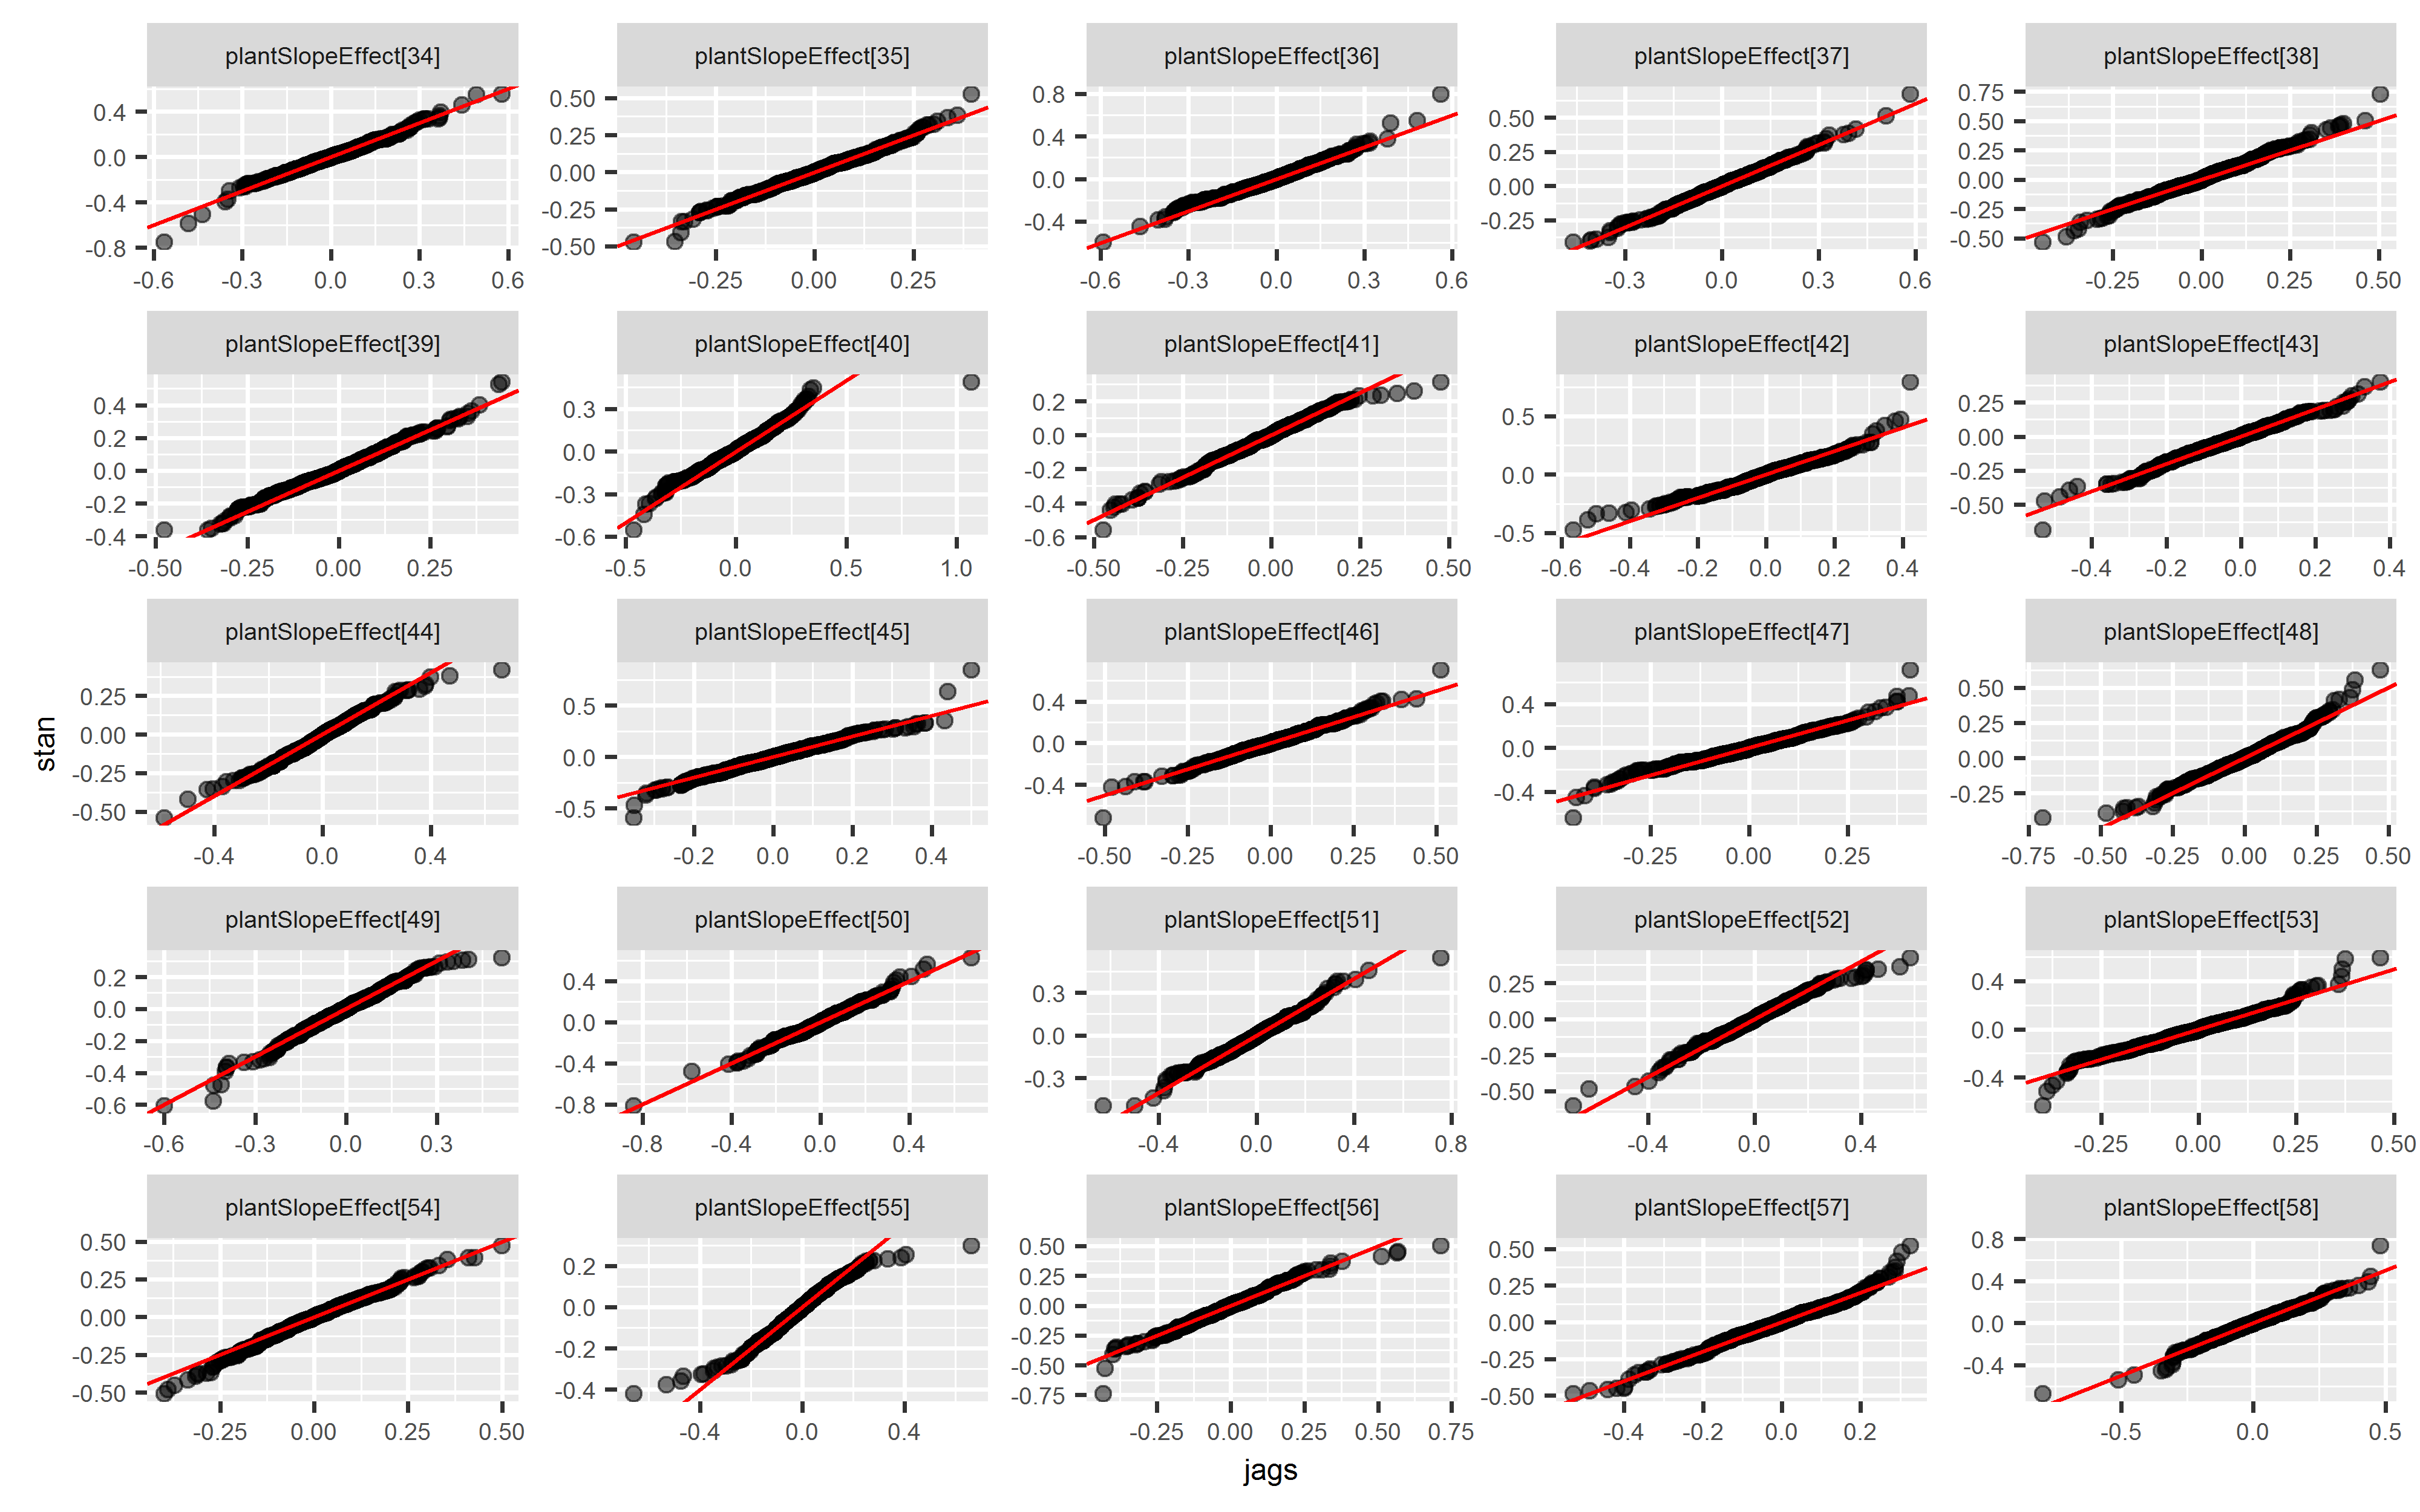 plantSlopeEffect[34] plantSlopeEffect[35] plantSlopeEffect[36] plantSlopeEffect[37] plantSlopeEffect[38]
0.4 0.0 -0.4 -0.8
-0.6 -0.3 0.0 0.3 0.6
0.50 0.25 0.00 -0.25 -0.50
-0.25 0.00 0.25
0.8 0.4 0.0 -0.4
-0.6 -0.3 0.0 0.3 0.6
0.50 0.25 0.00 -0.25
-0.3 0.0 0.3 0.6
0.75 0.50 0.25 0.00 -0.25 -0.50
-0.25 0.00 0.25 0.50
plantSlopeEffect[39] plantSlopeEffect[40] plantSlopeEffect[41] plantSlopeEffect[42] plantSlopeEffect[43]
0.4 0.2 0.0 -0.2 -0.4
-0.50 -0.25 0.00 0.25
0.3 0.0 -0.3 -0.6
-0.5 0.0 0.5 1.0
0.2 0.0 -0.2 -0.4 -0.6
-0.50 -0.25 0.00 0.25 0.50
0.5 0.0 -0.5
-0.6 -0.4 -0.2 0.0 0.2 0.4
0.25 0.00 -0.25 -0.50
-0.4 -0.2 0.0 0.2 0.4
plantSlopeEffect[44] plantSlopeEffect[45] plantSlopeEffect[46] plantSlopeEffect[47] plantSlopeEffect[48]
0.25 0.00 -0.25 -0.50
-0.4 0.0 0.4
0.5 0.0 -0.5
-0.2 0.0 0.2 0.4
0.4 0.0 -0.4
-0.50 -0.25 0.00 0.25 0.50
0.4 0.0 -0.4
-0.25 0.00 0.25
0.50 0.25 0.00 -0.25
-0.75 -0.50 -0.25 0.00 0.25 0.50
stan
plantSlopeEffect[49] plantSlopeEffect[50] plantSlopeEffect[51] plantSlopeEffect[52] plantSlopeEffect[53]
0.2 0.0 -0.2 -0.4 -0.6
-0.6 -0.3 0.0 0.3
0.4 0.0 -0.4 -0.8
-0.8 -0.4 0.0 0.4
0.3 0.0 -0.3
-0.4 0.0 0.4 0.8
0.25 0.00 -0.25 -0.50
-0.4 0.0 0.4
0.4 0.0 -0.4
-0.25 0.00 0.25 0.50
plantSlopeEffect[54] plantSlopeEffect[55] plantSlopeEffect[56] plantSlopeEffect[57] plantSlopeEffect[58]
0.50 0.25 0.00 -0.25 -0.50
-0.25 0.00 0.25 0.50
0.2 0.0 -0.2 -0.4
-0.4 0.0 0.4
0.50 0.25 0.00 -0.25 -0.50 -0.75
-0.25 0.00 0.25 0.50 0.75
0.50 0.25 0.00 -0.25 -0.50
-0.4 -0.2 0.0 0.2
0.8 0.4 0.0 -0.4
-0.5 0.0 0.5
jags